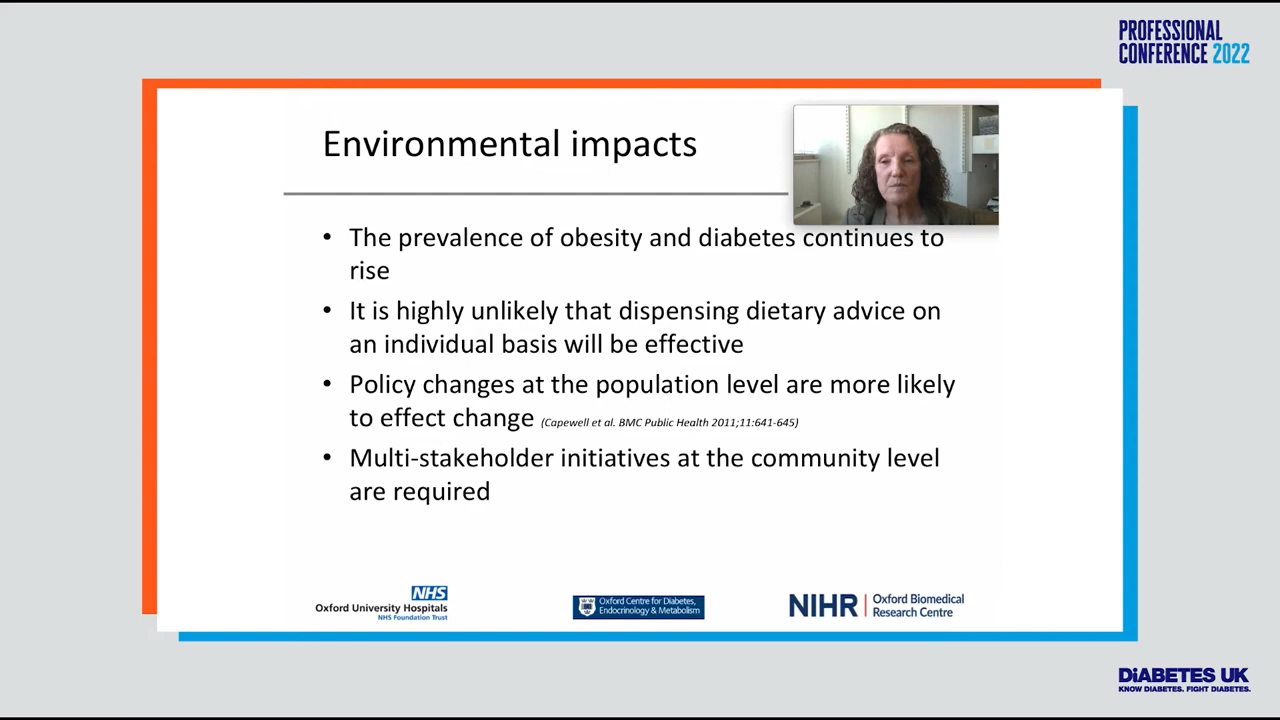 PROFESSIONAL
CONFERENCE 2022
Environmental impacts
• The prevalence of obesity and diabetes continues to
rise
• It is highly unlikely that dispensing dietary advice on
an individual basis will be effective
• Policy changes at the population level are more likely
to effect change (Capewell et al. BMC Public Health 2011;11:641-645)
• Multi-stakeholder initiatives at the community level
are required
NHS
Oxford University Hospitals
NHS Foundation Trust
Oxford Centre for Diabetes,
Endocrinology & Metabolism
NIHR | Oxford Biomedical
Research Centre
DiABETES UK
KNOW DIABETES. FIGHT DIABETES.